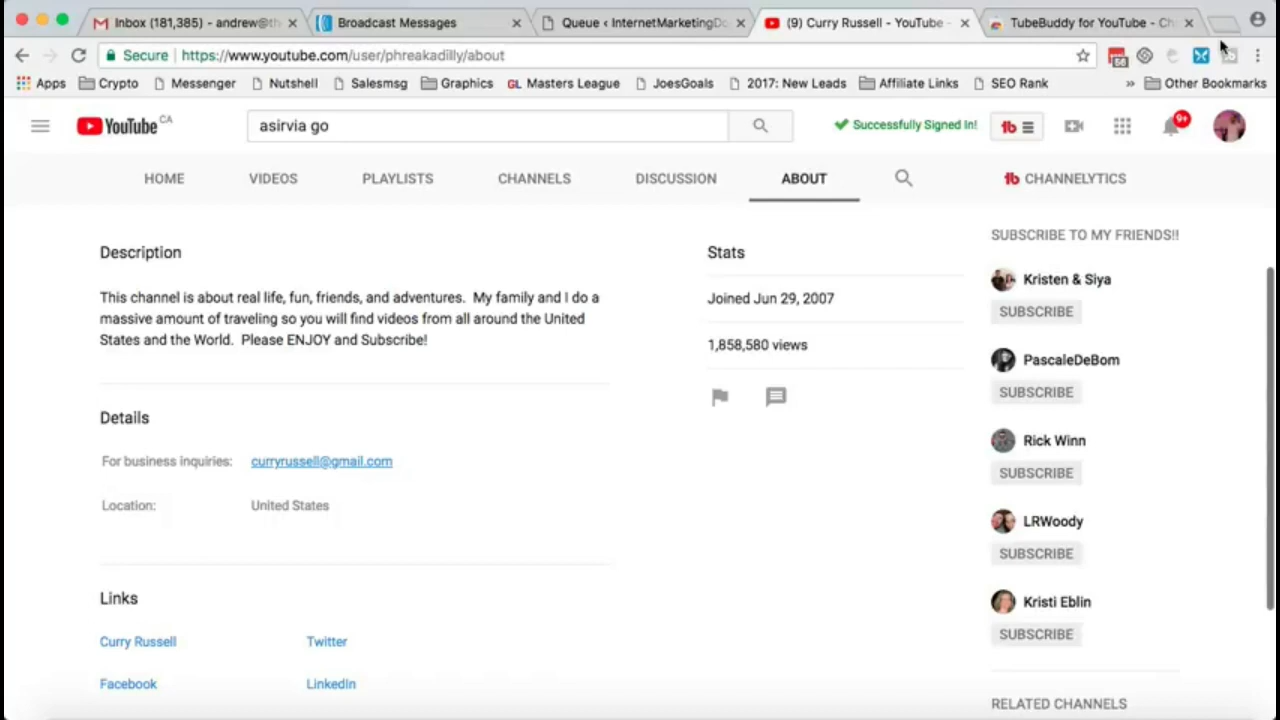 Inbox (181,385) - andrew@th
Broadcast Messages
Queue ‹ InternetMarketingDo
(9) Curry Russell - YouTube -
TubeBuddy for YouTube - Ch
Secure
https://www.youtube.com/user/phreakadilly/about
56
Apps
Crypto
Messenger
Nutshell
Salesmsg
Graphics
GL Masters League
JoesGoals
2017: New Leads
Affiliate Links
SEO Rank
»
Other Bookmarks
YouTube CA
asirvia go
Successfully Signed In!
tb
9+
HOME
VIDEOS
PLAYLISTS
CHANNELS
DISCUSSION
ABOUT
tb CHANNELYTICS
Description
This channel is about real life, fun, friends, and adventures. My family and I do a
massive amount of traveling so you will find videos from all around the United
States and the World. Please ENJOY and Subscribe!
Details
For business inquiries: curryrussell@gmail.com
Location: United States
Links
Curry Russell
Twitter
Facebook
LinkedIn
Stats
Joined Jun 29, 2007
1,858,580 views
SUBSCRIBE TO MY FRIENDS!!
Kristen & Siya
SUBSCRIBE
PascaleDeBom
SUBSCRIBE
Rick Winn
SUBSCRIBE
LRWoody
SUBSCRIBE
Kristi Eblin
SUBSCRIBE
RELATED CHANNELS